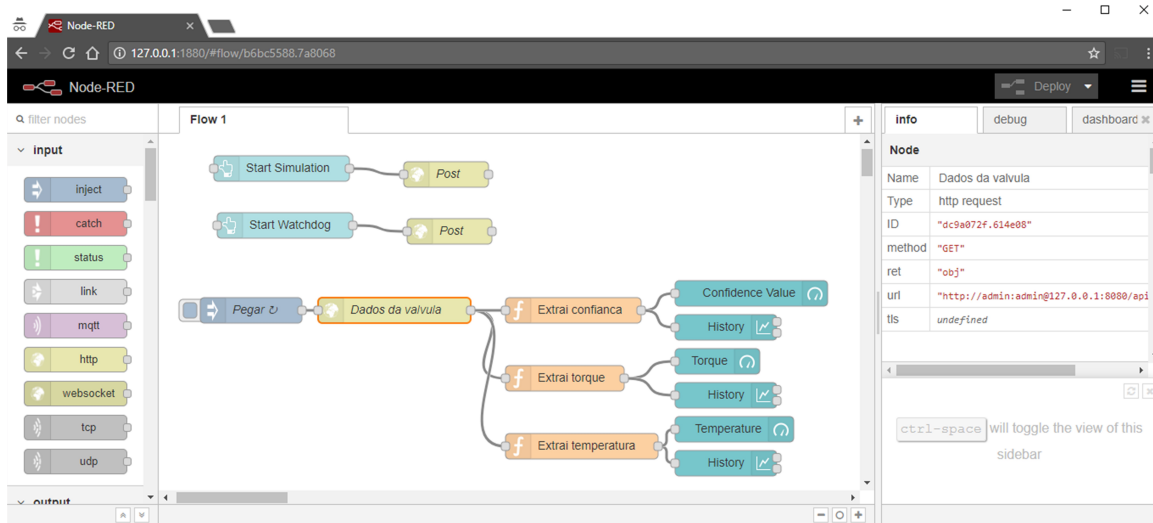 Node-RED
127.0.0.1:1880/#flow/b6bc5588.7a8068
Node-RED
Deploy
filter nodes
input
inject
catch
status
link
mqtt
http
websocket
tcp
udp
output
Flow 1
Start Simulation
Post
Start Watchdog
Post
Pegar ↻
Dados da valvula
Extrai confianca
Confidence Value
History
Extrai torque
Torque
History
Extrai temperatura
Temperature
History
info
debug
dashboard
Node
Name Dados da valvula
Type http request
ID "dc9a072f.614e08"
method "GET"
ret "obj"
url "http://admin:admin@127.0.0.1:8080/api
tls undefined
ctrl-space will toggle the view of this
sidebar